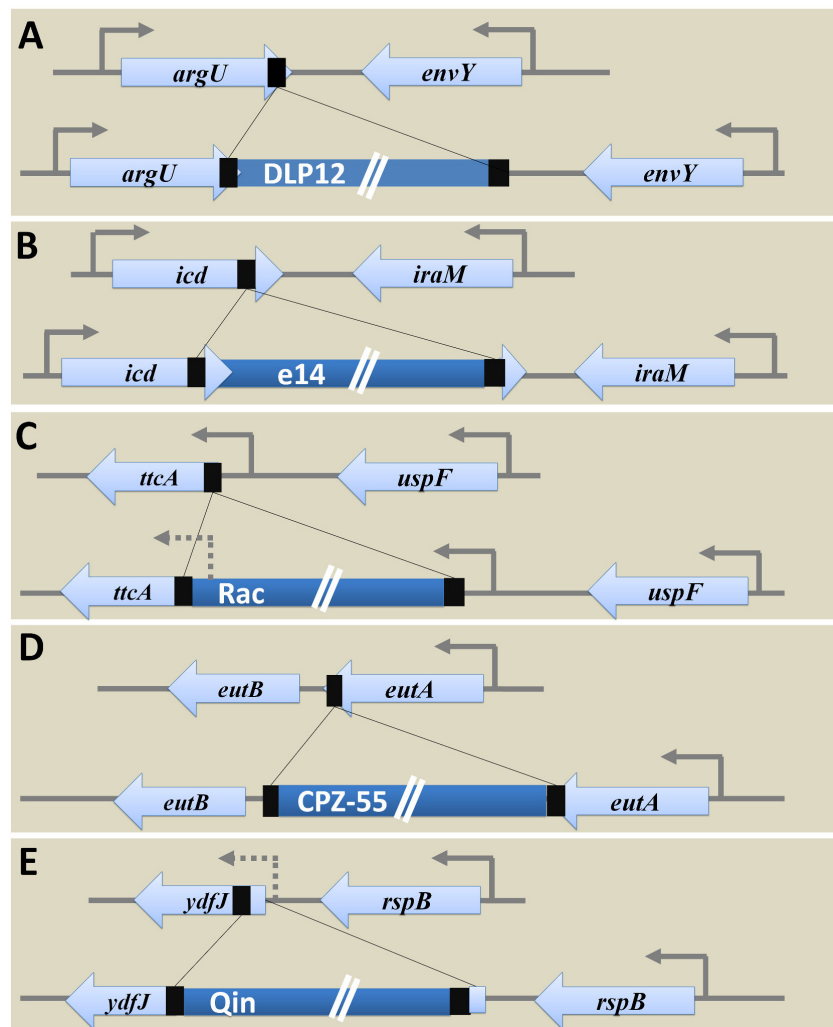 A
argU envY
argU DLP12 envY
B
icd iraM
icd e14 iraM
C
ttcA uspF
ttcA Rac uspF
D
eutB eutA
eutB CPZ-55 eutA
E
ydfJ rspB
ydfJ Qin rspB